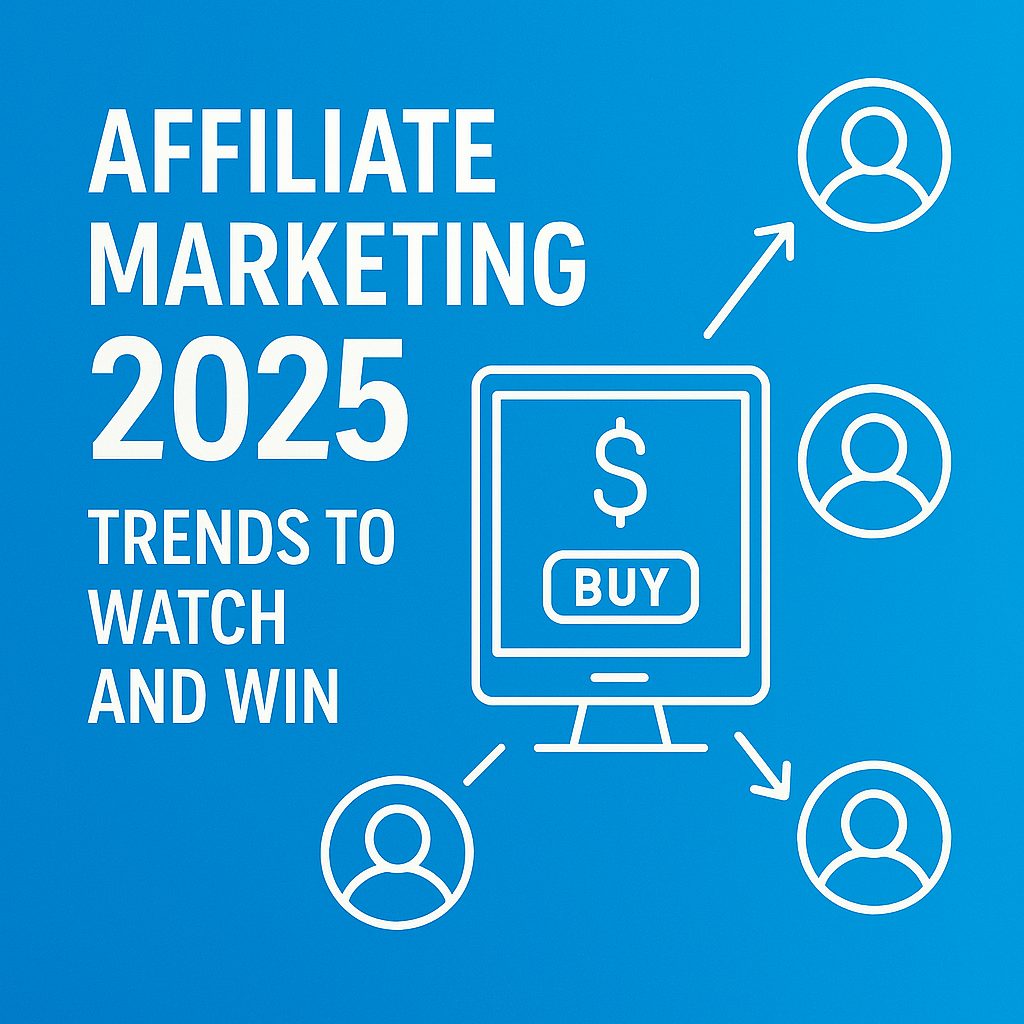 AFFILIATE
MARKETING
2025
TRENDS TO
WATCH
AND WIN
$
BUY